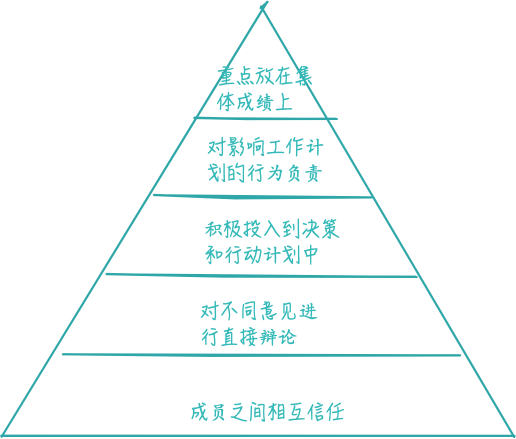 重点放在集
体成绩上
对影响工作计
划的行为负责
积极投入到决策
和行动计划中
对不同意见进
行直接辩论
成员之间相互信任